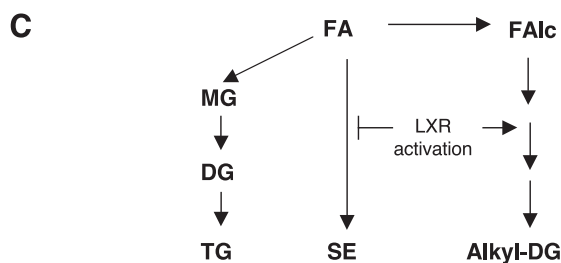 C
FA
FAlc
MG
LXR
activation
DG
TG
SE
Alkyl-DG